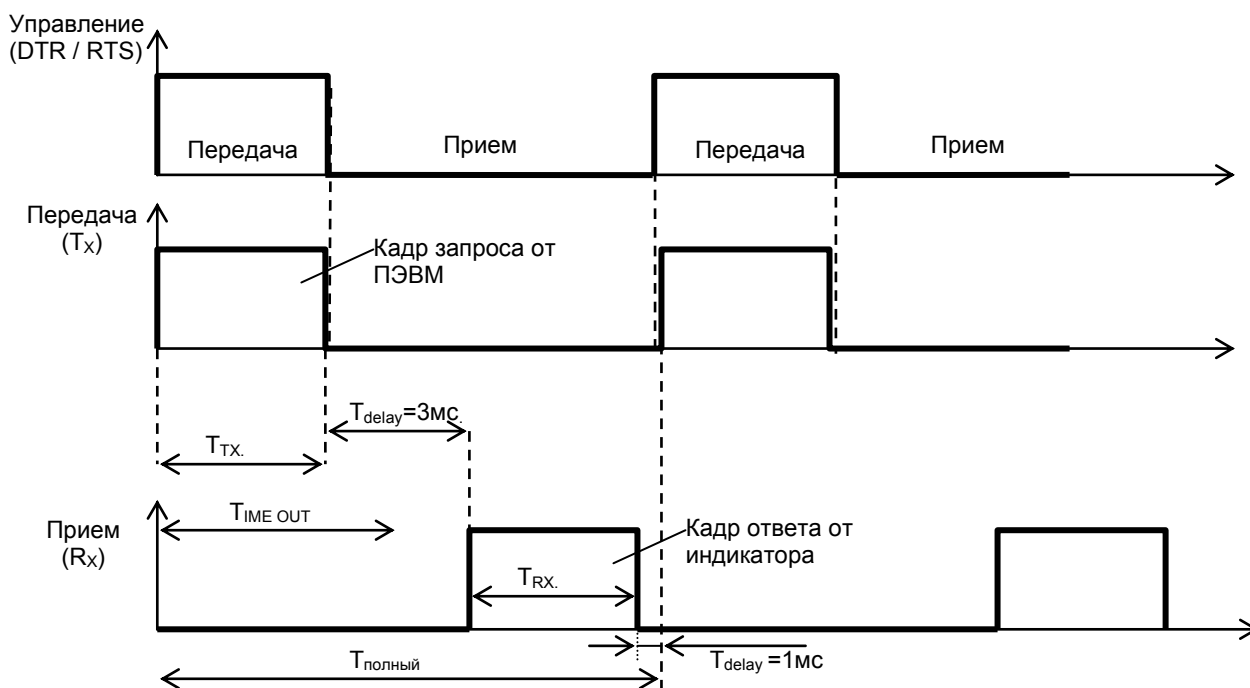 Управление
(DTR / RTS)
Передача
Прием
Передача
Прием
Передача
(TX)
Кадр запроса от
ПЭВМ
Tdelay=3мс.
TTX.
TIME OUT
Прием
(RX)
Кадр ответа от
индикатора
TRX.
Tполный
Tdelay =1мс